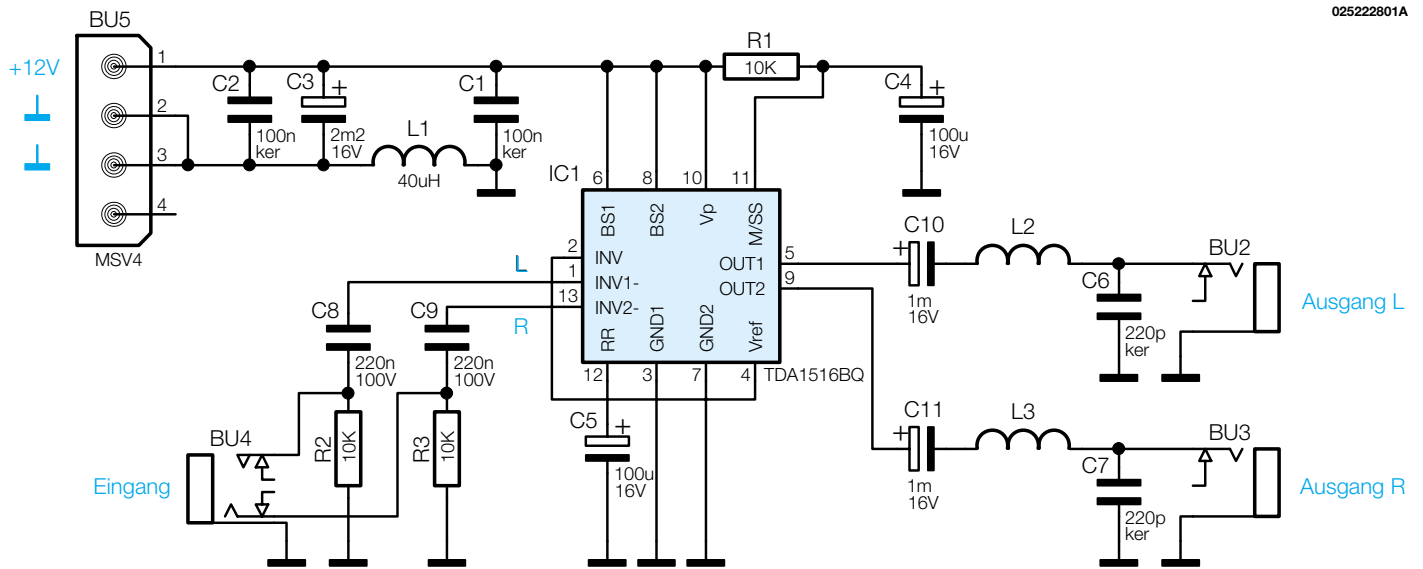 025222801A
BU5
+12V
1
2
3
4
MSV4
C2
100n
ker
C3
+
2m2
16V
L1
40uH
C1
100n
ker
R1
10K
C4
+
100u
16V
IC1
6
8
10
11
BS1
BS2
Vp
M/SS
2
INV
L
1
INV1-
13
INV2-
R
OUT1
5
OUT2
9
RR
GND1
GND2
Vref
12
3
7
4
TDA1516BQ
C8
220n
100V
C9
220n
100V
R2
10K
R3
10K
BU4
Eingang
C5
+
100u
16V
C10
+
1m
16V
L2
C6
220p
ker
BU2
Ausgang L
C11
+
1m
16V
L3
C7
220p
ker
BU3
Ausgang R